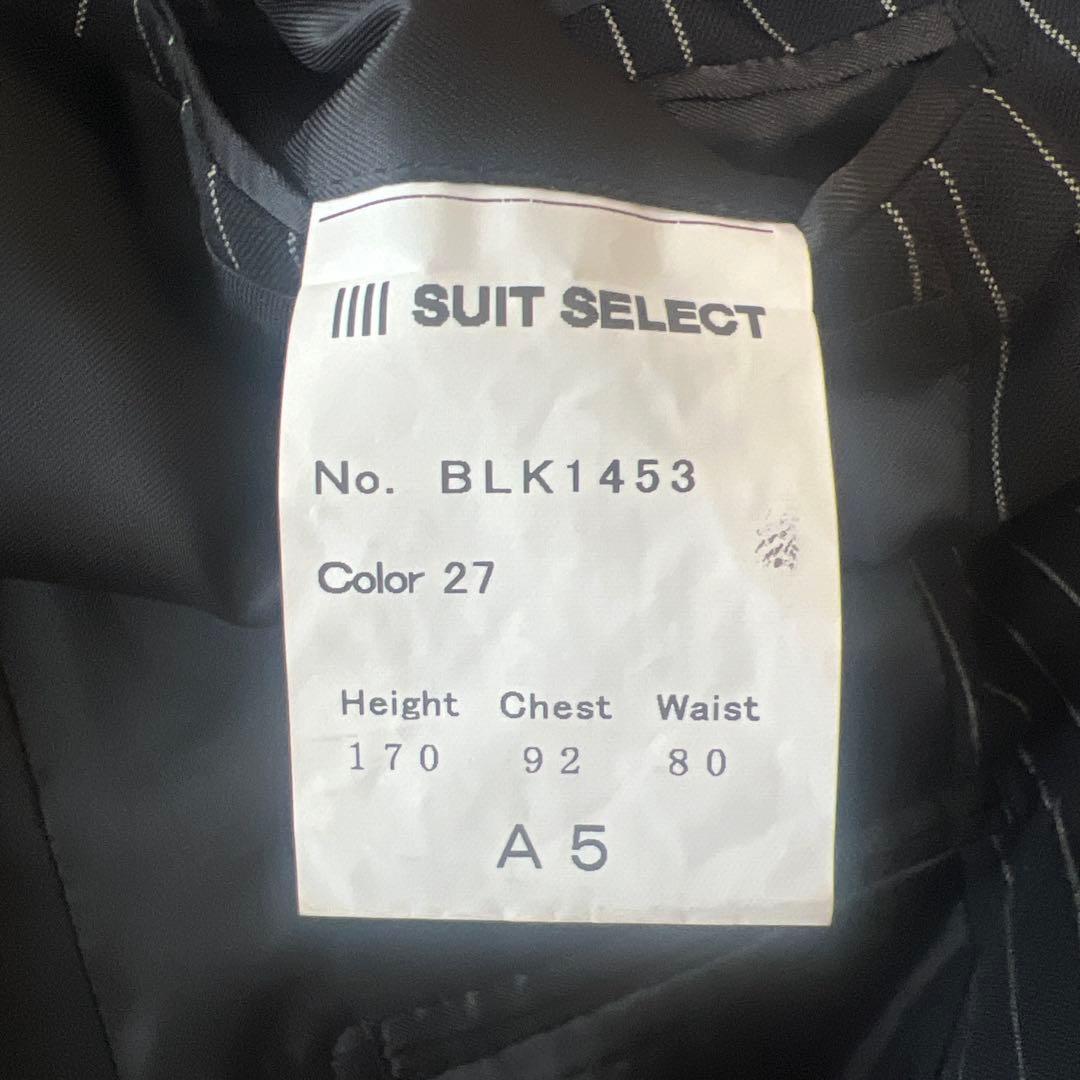 SUIT SELECT
No. BLK1453
Color 27
Height Chest Waist
170 92 80
A5